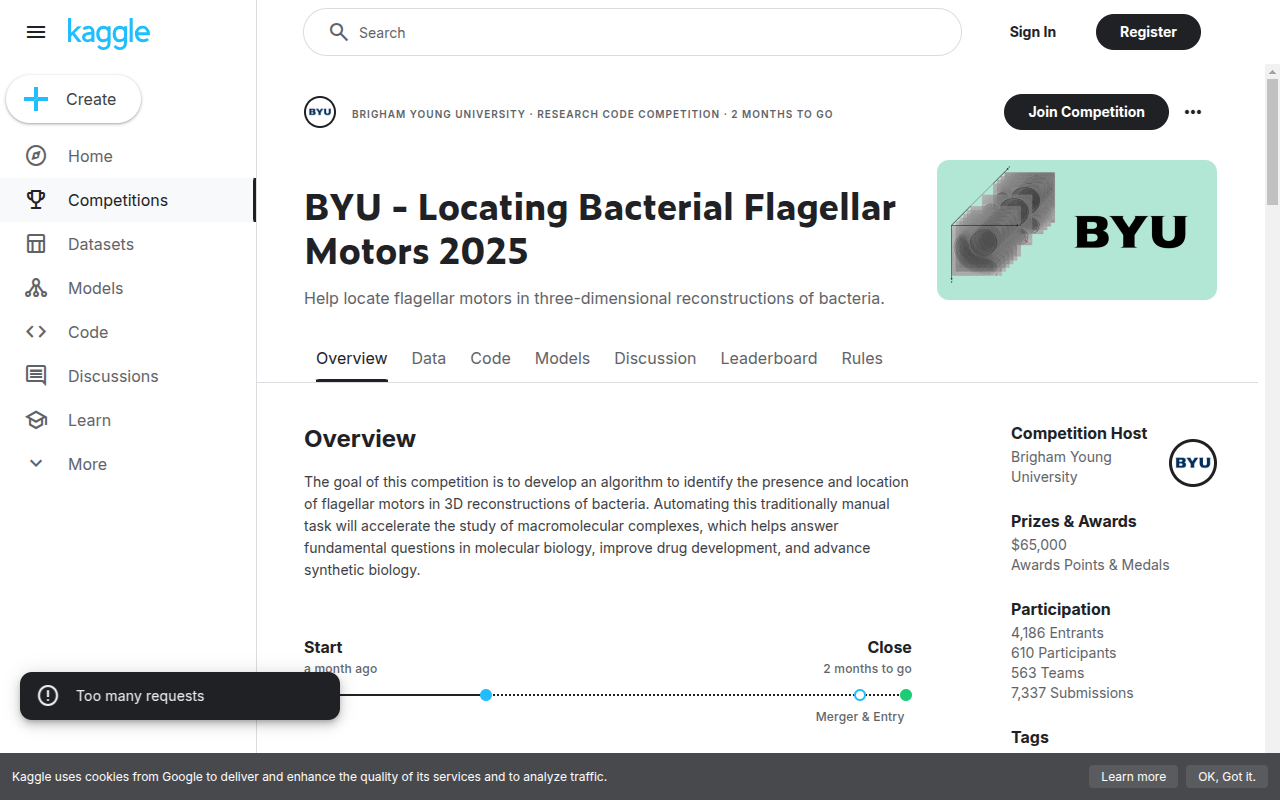 kaggle
Search
Sign In
Register
Create
Home
Competitions
Datasets
Models
Code
Discussions
Learn
More
BYU
BRIGHAM YOUNG UNIVERSITY · RESEARCH CODE COMPETITION · 2 MONTHS TO GO
Join Competition
BYU - Locating Bacterial Flagellar
Motors 2025
Help locate flagellar motors in three-dimensional reconstructions of bacteria.
BYU
Overview
Data
Code
Models
Discussion
Leaderboard
Rules
Overview
The goal of this competition is to develop an algorithm to identify the presence and location
of flagellar motors in 3D reconstructions of bacteria. Automating this traditionally manual
task will accelerate the study of macromolecular complexes, which helps answer
fundamental questions in molecular biology, improve drug development, and advance
synthetic biology.
Start
a month ago
Close
2 months to go
Merger & Entry
Competition Host
Brigham Young
University
BYU
Prizes & Awards
$65,000
Awards Points & Medals
Participation
4,186 Entrants
610 Participants
563 Teams
7,337 Submissions
Tags
Too many requests
Kaggle uses cookies from Google to deliver and enhance the quality of its services and to analyze traffic.
Learn more
OK, Got it.